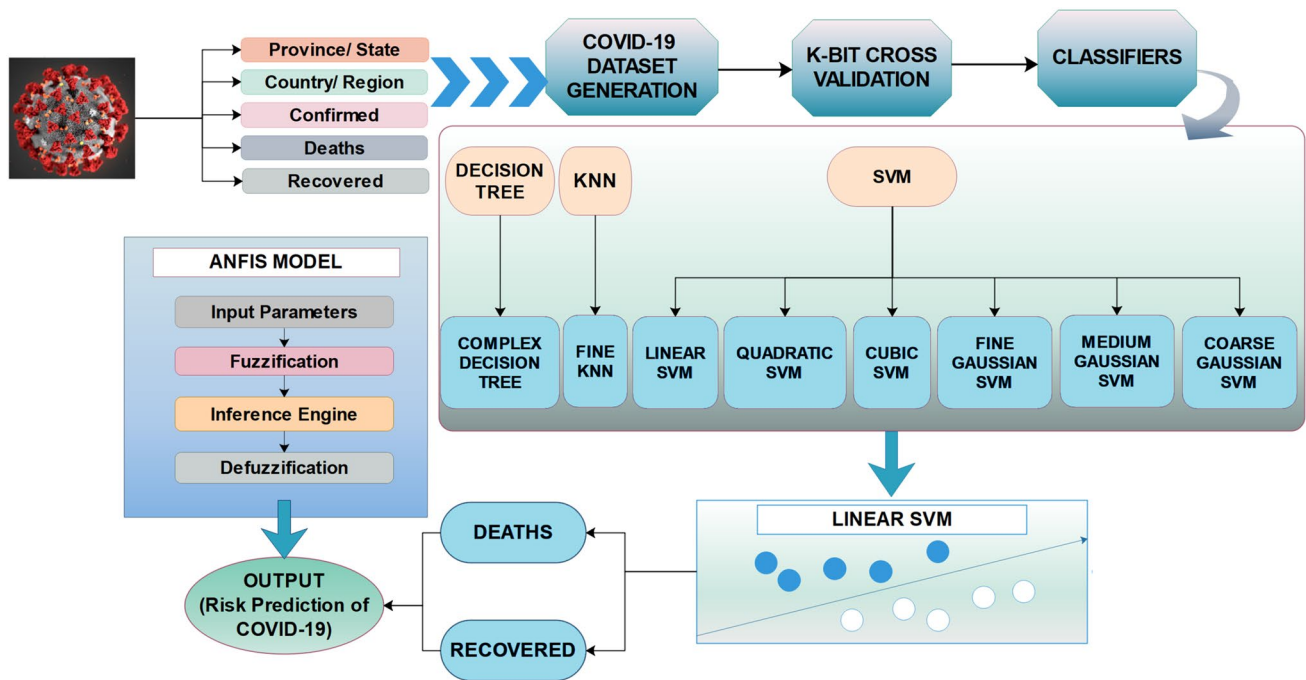 Province/ State
Country/ Region
Confirmed
Deaths
Recovered
COVID-19
DATASET
GENERATION
K-BIT CROSS
VALIDATION
CLASSIFIERS
DECISION
TREE
KNN
SVM
COMPLEX
DECISION
TREE
FINE
KNN
LINEAR
SVM
QUADRATIC
SVM
CUBIC
SVM
FINE
GAUSSIAN
SVM
MEDIUM
GAUSSIAN
SVM
COARSE
GAUSSIAN
SVM
ANFIS MODEL
Input Parameters
Fuzzification
Inference Engine
Defuzzification
LINEAR SVM
DEATHS
RECOVERED
OUTPUT
(Risk Prediction of
COVID-19)